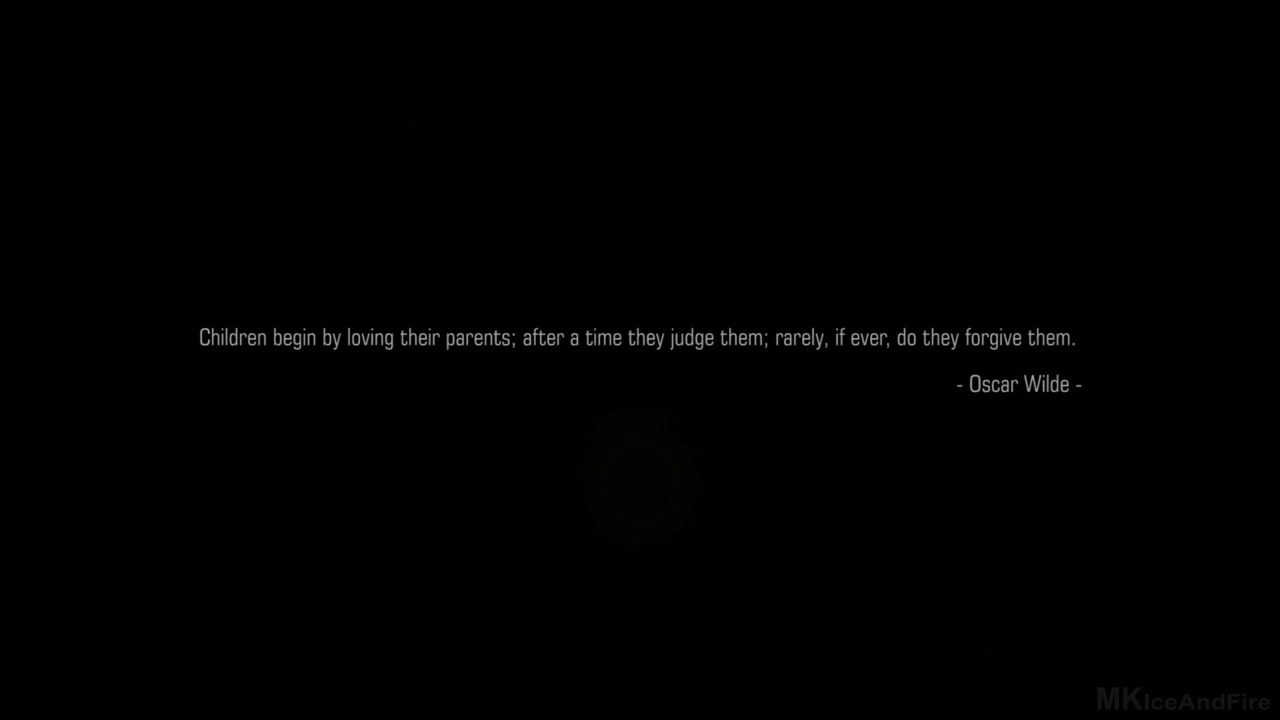 Children begin by loving their parents; after a time they judge them; rarely, if ever, do they forgive them.
- Oscar Wilde -
MKIceAndFire